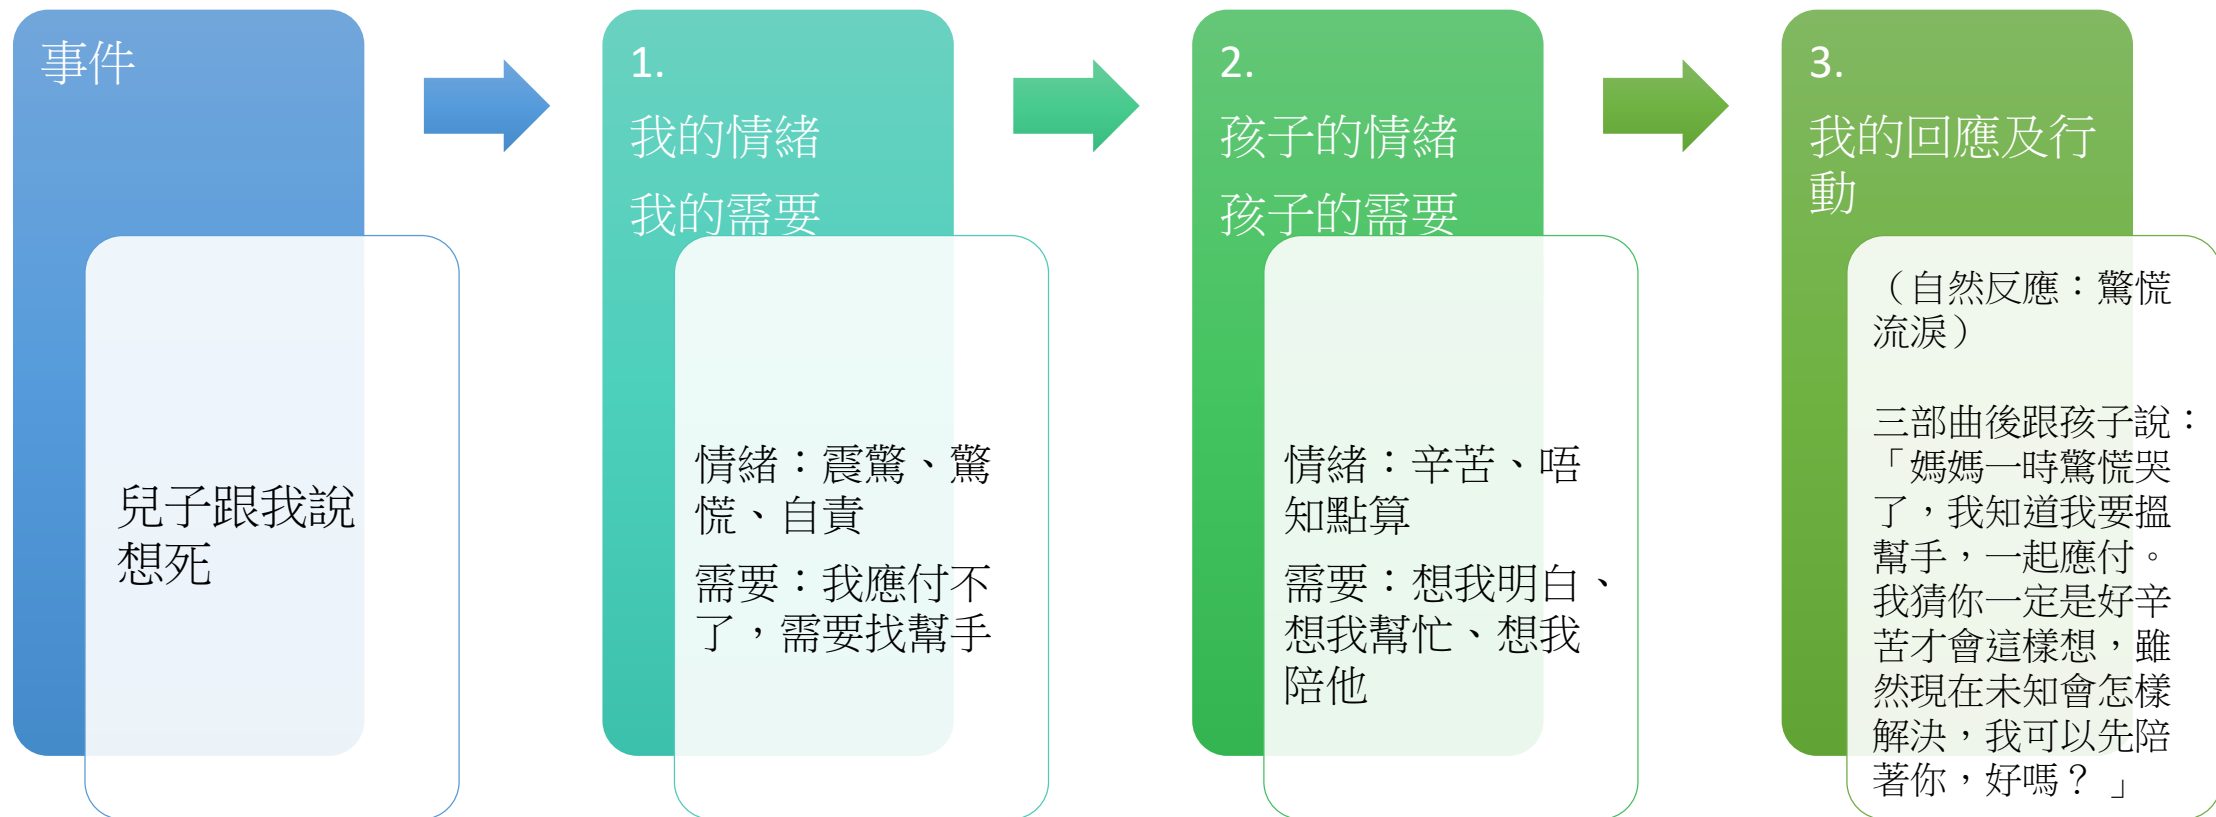 事件
兒子跟我說
想死
1.
我的情緒
我的需要
情緒：震驚、驚
慌、自責
需要：我應付不
了，需要找幫手
2.
孩子的情緒
孩子的需要
情緒：辛苦、唔
知點算
需要：想我明白、
想我幫忙、想我
陪他
3.
我的回應及行
動
（自然反應：驚慌
流淚）
三部曲後跟孩子說：
「媽媽一時驚慌哭
了，我知道我要搵
幫手，一起應付。
我猜你一定是好辛
苦才會這樣想，雖
然現在未知會怎樣
解決，我可以先陪
著你，好嗎？」